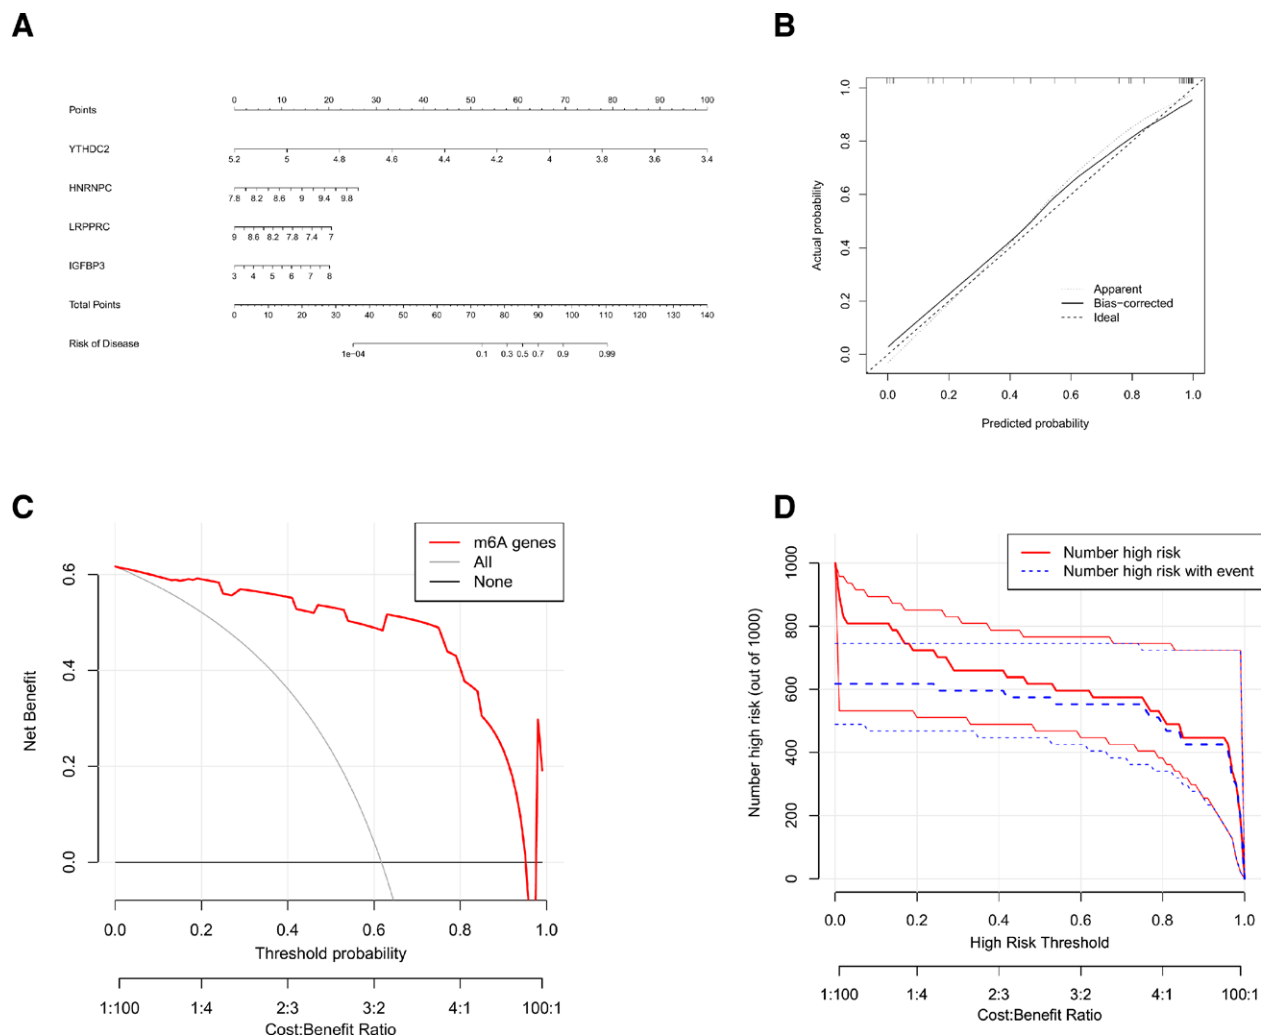 A
Points
0 10 20 30 40 50 60 70 80 90 100
YTHDC2
5.2 5 4.8 4.6 4.4 4.2 4 3.8 3.6 3.4
HNRNPC
7.8 8.2 8.6 9 9.4 9.8
LRPPRC
9 8.6 8.2 7.8 7.4 7
IGFBP3
3 4 5 6 7 8
Total Points
0 10 20 30 40 50 60 70 80 90 100 110 120 130 140
Risk of Disease
1e−04 0.1 0.3 0.5 0.7 0.9 0.99
B
Actual probability
1.0
0.8
0.6
0.4
0.2
0.0
Apparent
Bias−corrected
Ideal
0.0 0.2 0.4 0.6 0.8 1.0
Predicted probability
C
m6A genes
All
None
Net Benefit
0.6
0.4
0.2
0.0
0.0 0.2 0.4 0.6 0.8 1.0
Threshold probability
1:100 1:4 2:3 3:2 4:1 100:1
Cost:Benefit Ratio
D
Number high risk
Number high risk with event
Number high risk (out of 1000)
1000
800
600
400
200
0
0.0 0.2 0.4 0.6 0.8 1.0
High Risk Threshold
1:100 1:4 2:3 3:2 4:1 100:1
Cost:Benefit Ratio